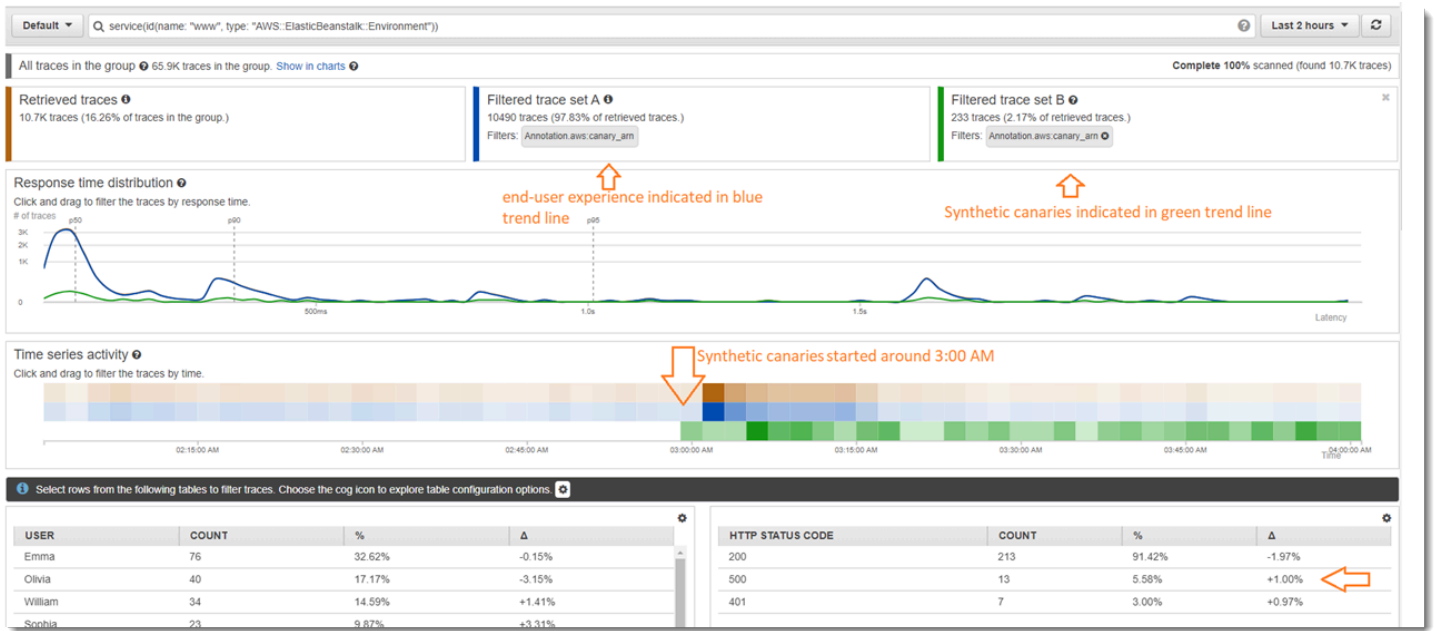 Default
service(id(name: "www", type: "AWS::ElasticBeanstalk::Environment"))
Last 2 hours
All traces in the group 65.9K traces in the group. Show in charts
Complete 100% scanned (found 10.7K traces)
Retrieved traces
10.7K traces (16.26% of traces in the group.)
Filtered trace set A
10490 traces (97.83% of retrieved traces.)
Filters: Annotation.aws:canary_arn
Filtered trace set B
233 traces (2.17% of retrieved traces.)
Filters: Annotation.aws:canary_arn
end-user experience indicated in blue
trend line
Synthetic canaries indicated in green trend line
Response time distribution
Click and drag to filter the traces by response time.
# of traces
p50 p90 p95
3K
2K
1K
0
500ms 1.0s 1.5s
Latency
Time series activity
Click and drag to filter the traces by time.
Synthetic canaries started around 3:00 AM
02:15:00 AM 02:30:00 AM 02:45:00 AM 03:00:00 AM 03:15:00 AM 03:30:00 AM 03:45:00 AM 04:00:00 AM
Time
Select rows from the following tables to filter traces. Choose the cog icon to explore table configuration options.
USER COUNT % Δ
Emma 76 32.62% -0.15%
Olivia 40 17.17% -3.15%
William 34 14.59% +1.41%
Sophia 23 9.87% +3.31%
HTTP STATUS CODE COUNT % Δ
200 213 91.42% -1.97%
500 13 5.58% +1.00%
401 7 3.00% +0.97%